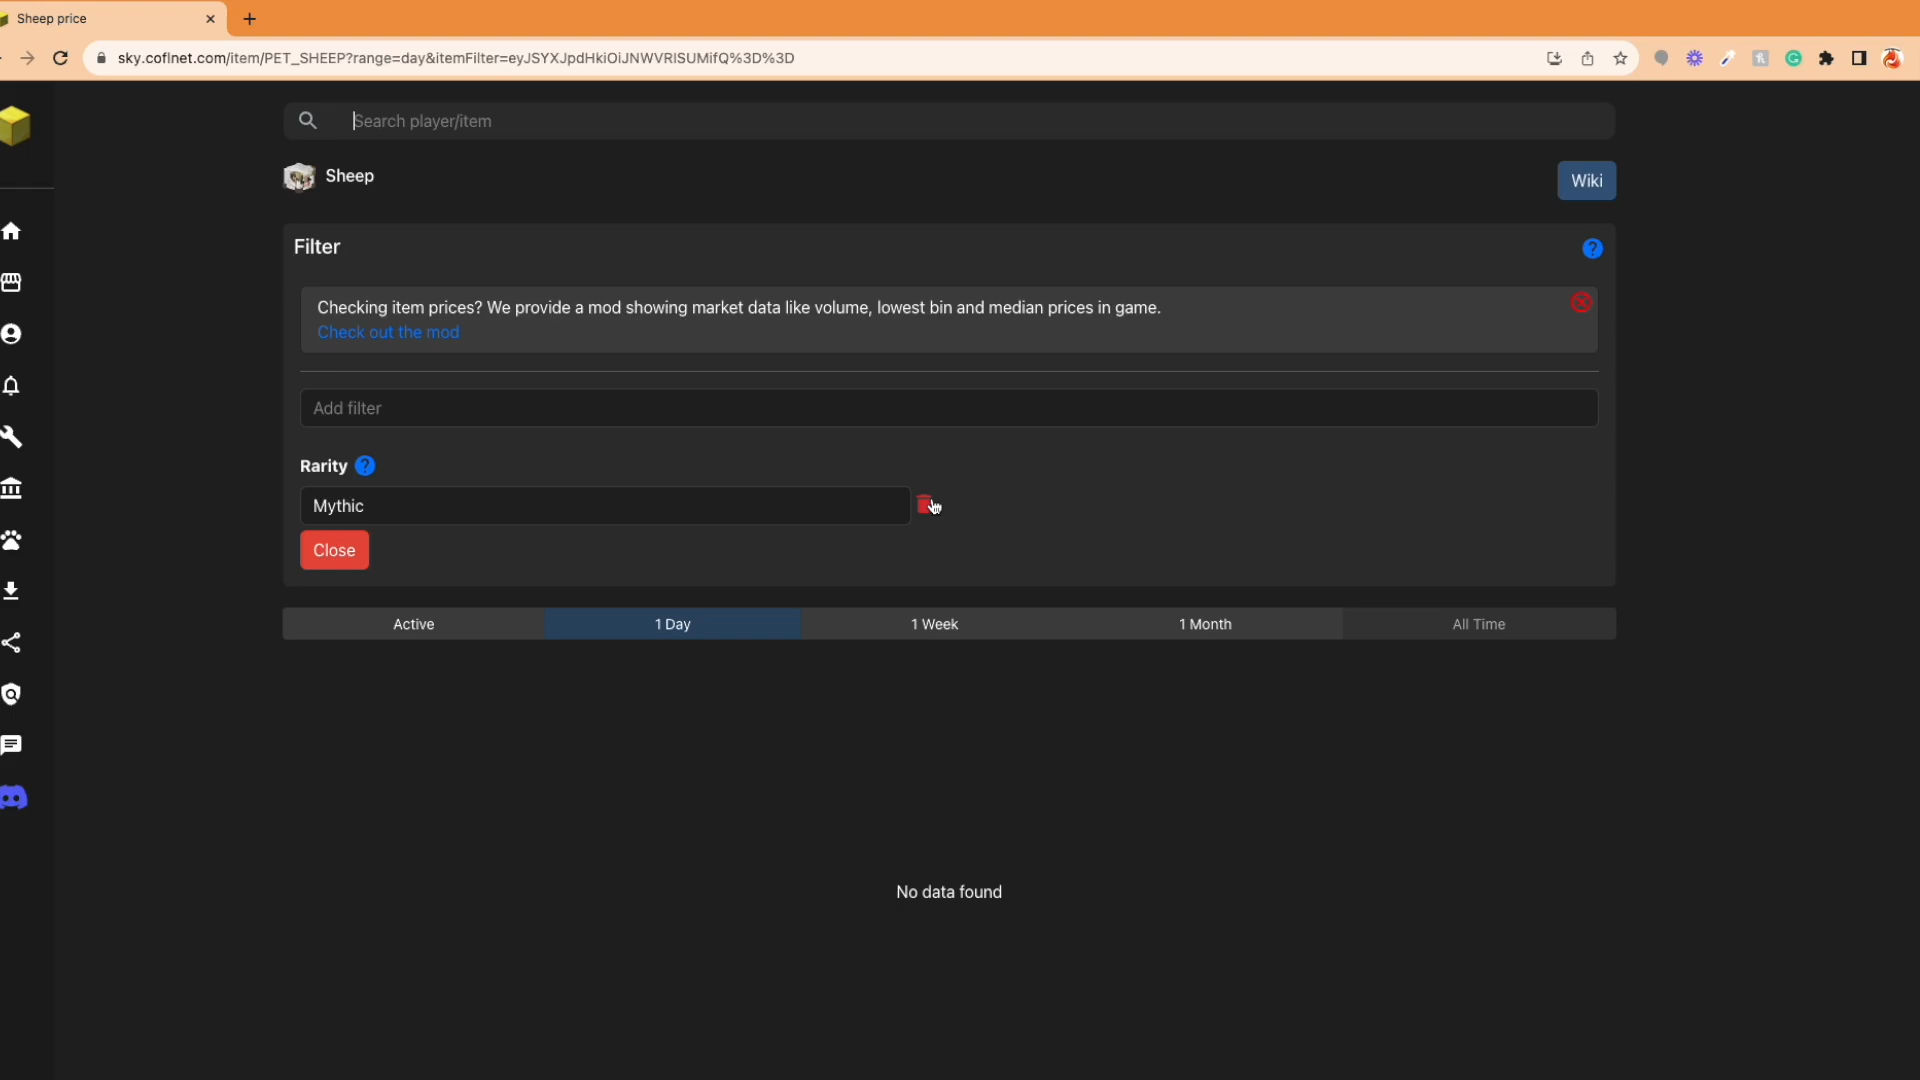 Sheep price
sky.coflnet.com/item/PET_SHEEP?range=day&itemFilter=eyJSYXJpdHkiOiJNWVRISUMifQ%3D%3D
Search player/item
Sheep
Wiki
Filter
Checking item prices? We provide a mod showing market data like volume, lowest bin and median prices in game.
Check out the mod
Add filter
Rarity
Mythic
Close
Active 1 Day 1 Week 1 Month All Time
No data found